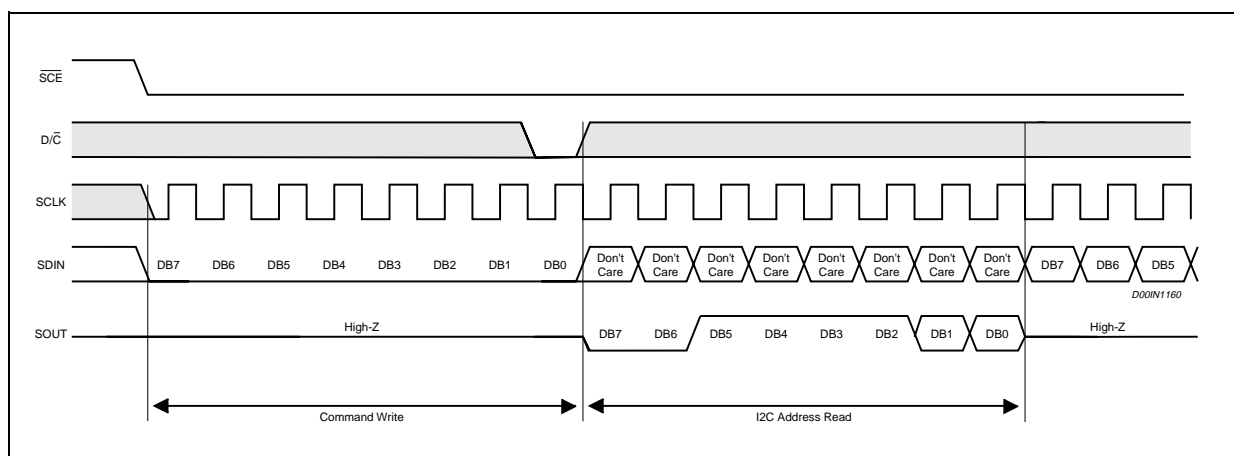 SCE
D/C
SCLK
SDIN
DB7 DB6 DB5 DB4 DB3 DB2 DB1 DB0
Don't Care Don't Care Don't Care Don't Care Don't Care Don't Care Don't Care Don't Care
DB7 DB6 DB5
D00IN1160
SOUT
High-Z
DB7 DB6 DB5 DB4 DB3 DB2 DB1 DB0
High-Z
Command Write
I2C Address Read